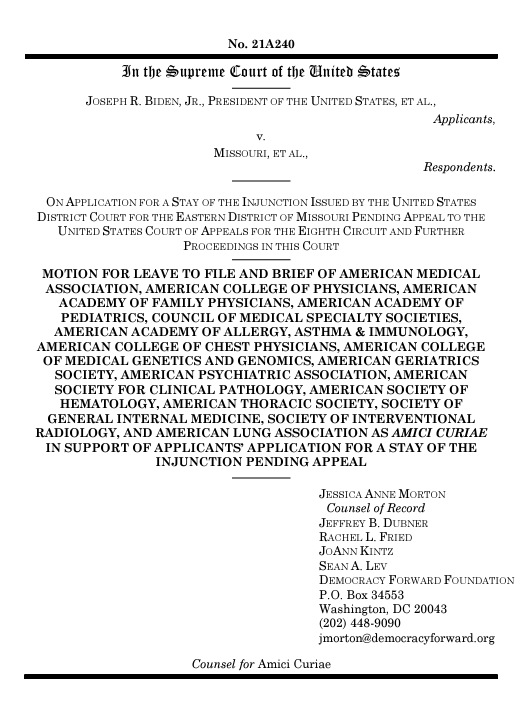 No. 21A240
In the Supreme Court of the United States
JOSEPH R. BIDEN, JR., PRESIDENT OF THE UNITED STATES, ET AL.,
Applicants,
v.
MISSOURI, ET AL.,
Respondents.
ON APPLICATION FOR A STAY OF THE INJUNCTION ISSUED BY THE UNITED STATES
DISTRICT COURT FOR THE EASTERN DISTRICT OF MISSOURI PENDING APPEAL TO THE
UNITED STATES COURT OF APPEALS FOR THE EIGHTH CIRCUIT AND FURTHER
PROCEEDINGS IN THIS COURT
MOTION FOR LEAVE TO FILE AND BRIEF OF AMERICAN MEDICAL
ASSOCIATION, AMERICAN COLLEGE OF PHYSICIANS, AMERICAN
ACADEMY OF FAMILY PHYSICIANS, AMERICAN ACADEMY OF
PEDIATRICS, COUNCIL OF MEDICAL SPECIALTY SOCIETIES,
AMERICAN ACADEMY OF ALLERGY, ASTHMA & IMMUNOLOGY,
AMERICAN COLLEGE OF CHEST PHYSICIANS, AMERICAN COLLEGE
OF MEDICAL GENETICS AND GENOMICS, AMERICAN GERIATRICS
SOCIETY, AMERICAN PSYCHIATRIC ASSOCIATION, AMERICAN
SOCIETY FOR CLINICAL PATHOLOGY, AMERICAN SOCIETY OF
HEMATOLOGY, AMERICAN THORACIC SOCIETY, SOCIETY OF
GENERAL INTERNAL MEDICINE, SOCIETY OF INTERVENTIONAL
RADIOLOGY, AND AMERICAN LUNG ASSOCIATION AS AMICI CURIAE
IN SUPPORT OF APPLICANTS' APPLICATION FOR A STAY OF THE
INJUNCTION PENDING APPEAL
JESSICA ANNE MORTON
Counsel of Record
JEFFREY B. DUBNER
RACHEL L. FRIED
JOANN KINTZ
SEAN A. LEV
DEMOCRACY FORWARD FOUNDATION
P.O. Box 34553
Washington, DC 20043
(202) 448-9090
jmorton@democracyforward.org
Counsel for Amici Curiae